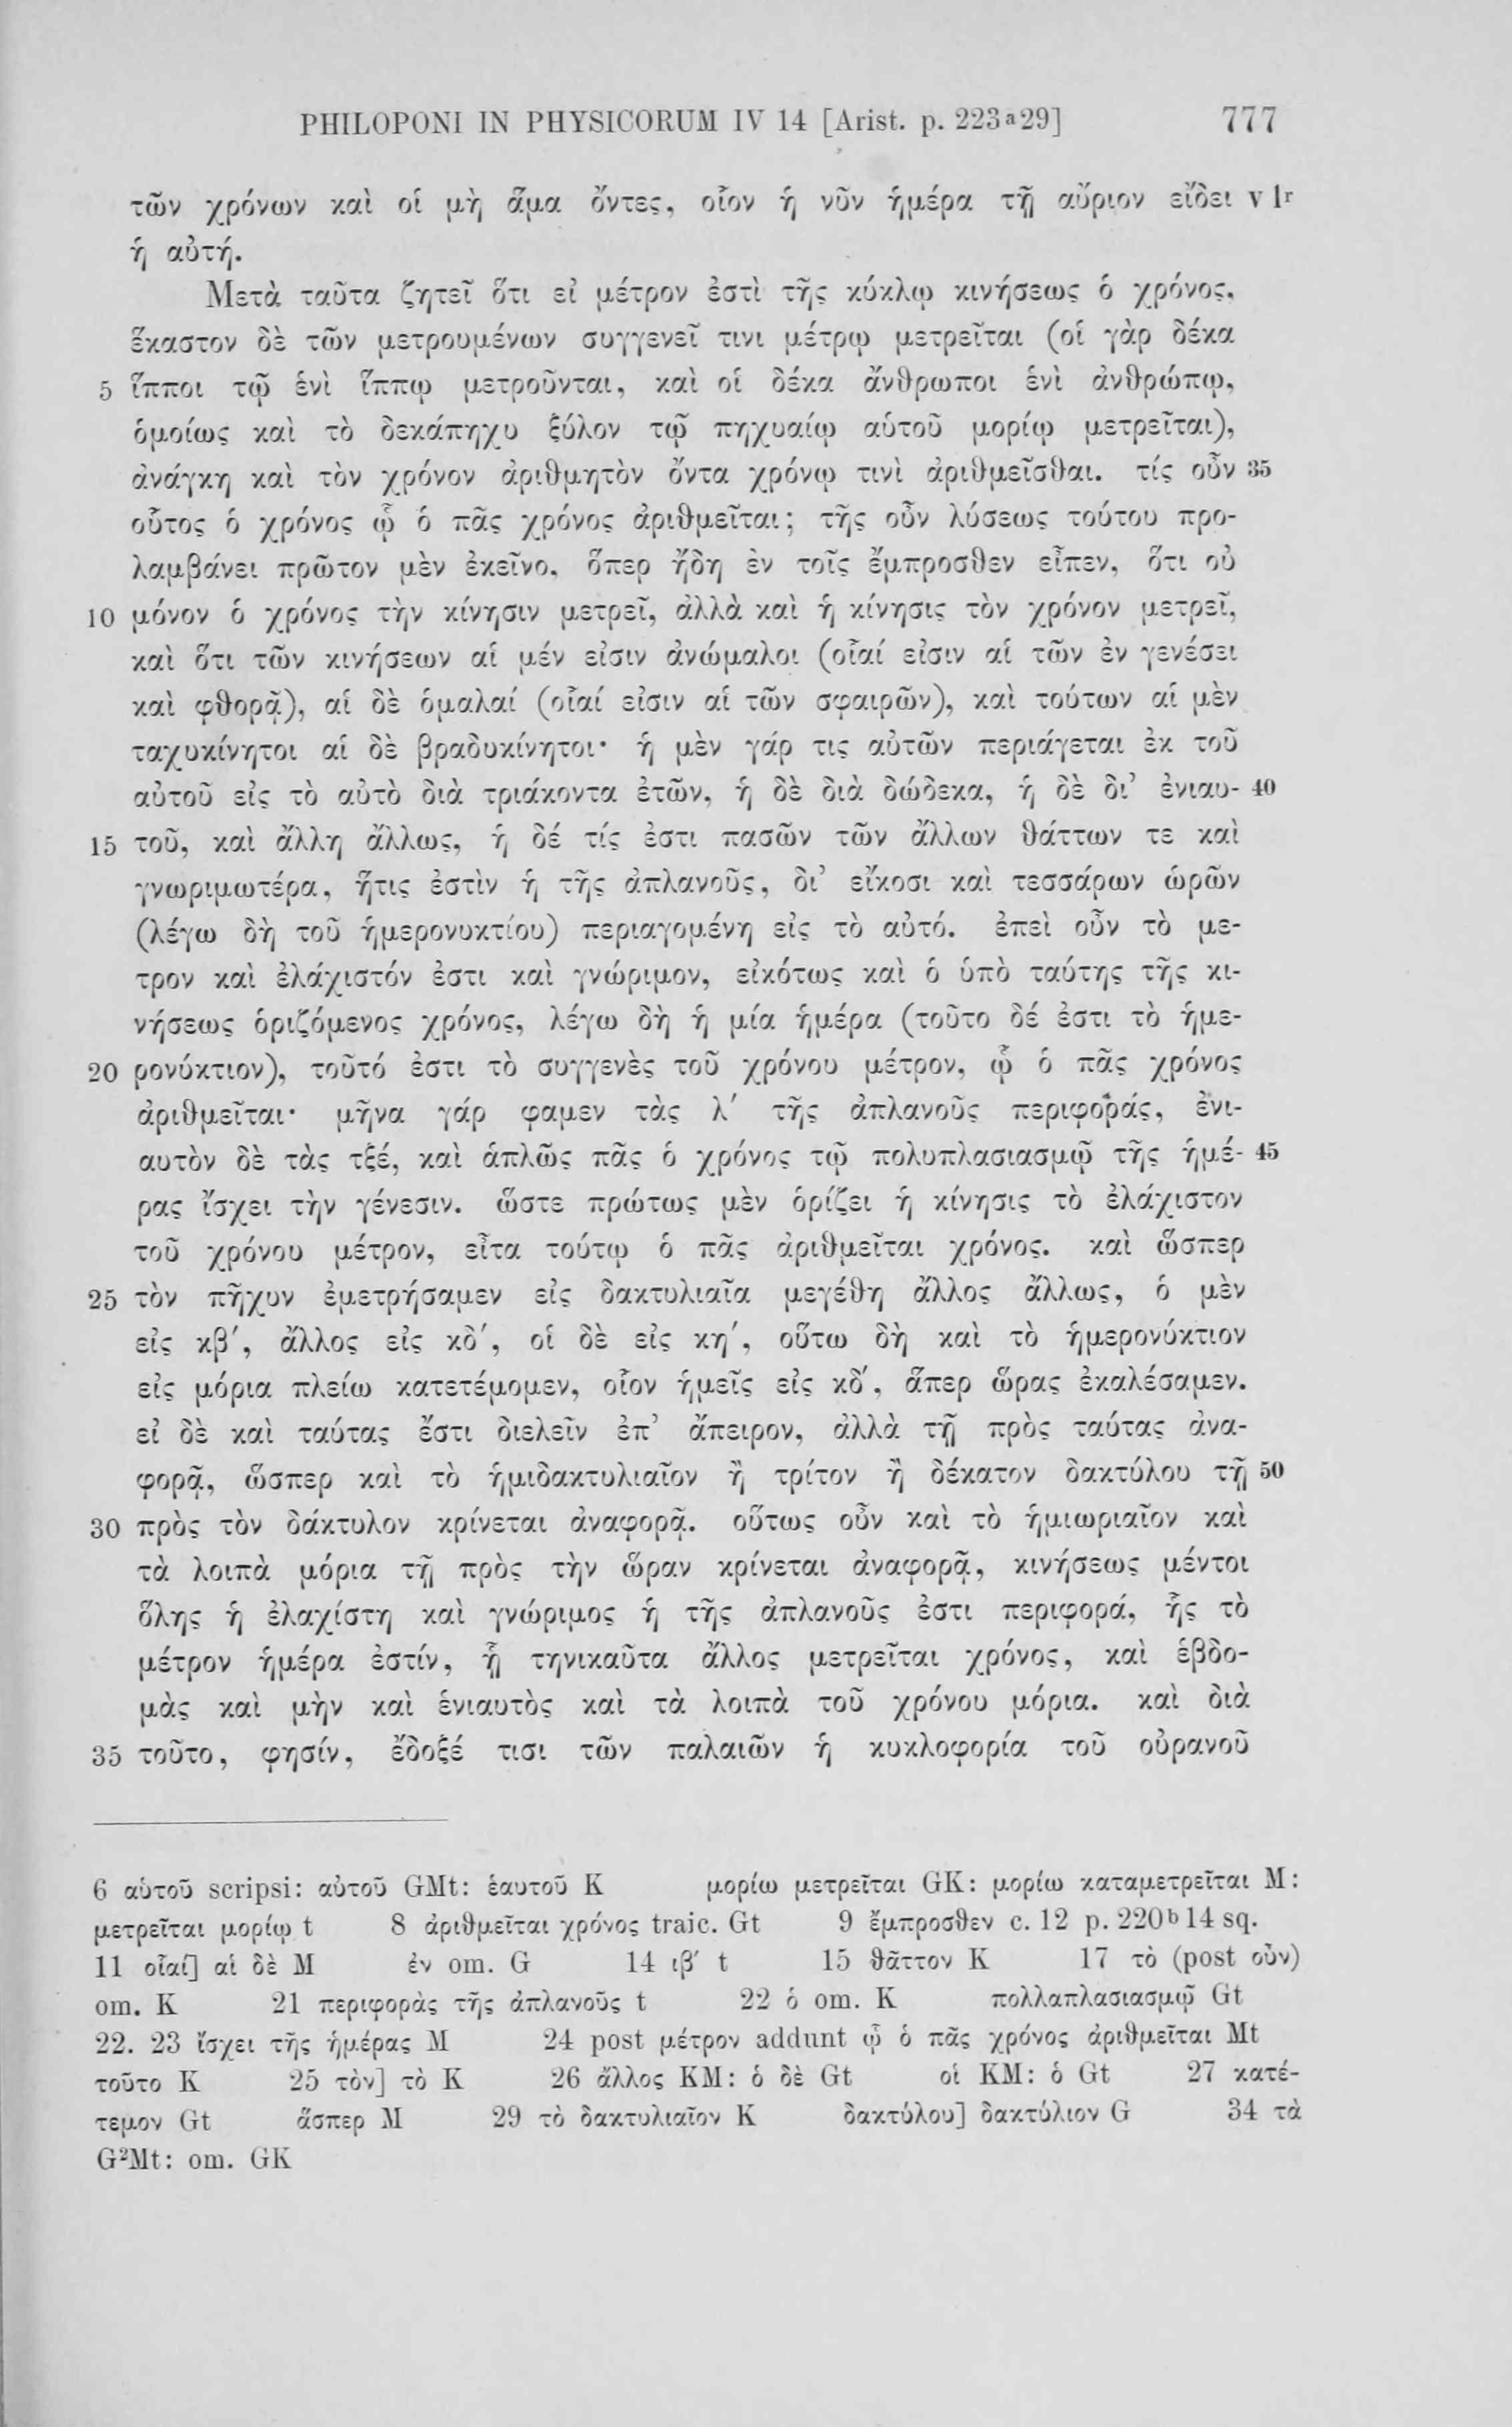 PHILOPONI IN PHYSICORUM IV 14 [Arist. p. 223ᵃ29] 777
τῶν χρόνων καὶ οἱ μὴ ἅμα ὄντες, οἷον ἡ νῦν ἡμέρα τῇ αὔριον εἴδει v 1ʳ
ἡ αὐτή.
Μετὰ ταῦτα ζητεῖ ὅτι εἰ μέτρον ἐστὶ τῆς κύκλῳ κινήσεως ὁ χρόνος,
ἕκαστον δὲ τῶν μετρουμένων συγγενεῖ τινι μέτρῳ μετρεῖται (οἱ γὰρ δέκα
5 ἵπποι τῷ ἑνὶ ἵππῳ μετροῦνται, καὶ οἱ δέκα ἄνθρωποι ἑνὶ ἀνθρώπῳ,
ὁμοίως καὶ τὸ δεκάπηχυ ξύλον τῷ πηχυαίῳ αὑτοῦ μορίῳ μετρεῖται),
ἀνάγκη καὶ τὸν χρόνον ἀριθμητὸν ὄντα χρόνῳ τινὶ ἀριθμεῖσθαι. τίς οὖν 35
οὗτος ὁ χρόνος ᾧ ὁ πᾶς χρόνος ἀριθμεῖται; τῆς οὖν λύσεως τούτου προ-
λαμβάνει πρῶτον μὲν ἐκεῖνο, ὅπερ ἤδη ἐν τοῖς ἔμπροσθεν εἶπεν, ὅτι οὐ
10 μόνον ὁ χρόνος τὴν κίνησιν μετρεῖ, ἀλλὰ καὶ ἡ κίνησις τὸν χρόνον μετρεῖ,
καὶ ὅτι τῶν κινήσεων αἱ μέν εἰσιν ἀνώμαλοι (οἷαί εἰσιν αἱ τῶν ἐν γενέσει
καὶ φθορᾷ), αἱ δὲ ὁμαλαί (οἷαί εἰσιν αἱ τῶν σφαιρῶν), καὶ τούτων αἱ μὲν
ταχυκίνητοι αἱ δὲ βραδυκίνητοι· ἡ μὲν γάρ τις αὐτῶν περιάγεται ἐκ τοῦ
αὐτοῦ εἰς τὸ αὐτὸ διὰ τριάκοντα ἐτῶν, ἡ δὲ διὰ δώδεκα, ἡ δὲ δι’ ἐνιαυ- 40
15 τοῦ, καὶ ἄλλη ἄλλως, ἡ δέ τίς ἐστι πασῶν τῶν ἄλλων θάττων τε καὶ
γνωριμωτέρα, ἥτις ἐστὶν ἡ τῆς ἀπλανοῦς, δι’ εἴκοσι καὶ τεσσάρων ὡρῶν
(λέγω δὴ τοῦ ἡμερονυκτίου) περιαγομένη εἰς τὸ αὐτό. ἐπεὶ οὖν τὸ με-
τρον καὶ ἐλάχιστόν ἐστι καὶ γνώριμον, εἰκότως καὶ ὁ ὑπὸ ταύτης τῆς κι-
νήσεως ὁριζόμενος χρόνος, λέγω δὴ ἡ μία ἡμέρα (τοῦτο δέ ἐστι τὸ ἡμε-
20 ρονύκτιον), τοῦτό ἐστι τὸ συγγενὲς τοῦ χρόνου μέτρον, ᾧ ὁ πᾶς χρόνος
ἀριθμεῖται· μῆνα γάρ φαμεν τὰς λ′ τῆς ἀπλανοῦς περιφοράς, ἐνι-
αυτὸν δὲ τὰς τξέ, καὶ ἁπλῶς πᾶς ὁ χρόνος τῷ πολυπλασιασμῷ τῆς ἡμέ- 45
ρας ἴσχει τὴν γένεσιν. ὥστε πρώτως μὲν ὁρίζει ἡ κίνησις τὸ ἐλάχιστον
τοῦ χρόνου μέτρον, εἶτα τούτῳ ὁ πᾶς ἀριθμεῖται χρόνος. καὶ ὥσπερ
25 τὸν πῆχυν ἐμετρήσαμεν εἰς δακτυλιαῖα μεγέθη ἄλλος ἄλλως, ὁ μὲν
εἰς κβ′, ἄλλος εἰς κδ′, οἱ δὲ εἰς κη′, οὕτω δὴ καὶ τὸ ἡμερονύκτιον
εἰς μόρια πλείω κατετέμομεν, οἷον ἡμεῖς εἰς κδ′, ἅπερ ὥρας ἐκαλέσαμεν.
εἰ δὲ καὶ ταύτας ἔστι διελεῖν ἐπ’ ἄπειρον, ἀλλὰ τῇ πρὸς ταύτας ἀνα-
φορᾷ, ὥσπερ καὶ τὸ ἡμιδακτυλιαῖον ἢ τρίτον ἢ δέκατον δακτύλου τῇ 50
30 πρὸς τὸν δάκτυλον κρίνεται ἀναφορᾷ. οὕτως οὖν καὶ τὸ ἡμιωριαῖον καὶ
τὰ λοιπὰ μόρια τῇ πρὸς τὴν ὥραν κρίνεται ἀναφορᾷ, κινήσεως μέντοι
ὅλης ἡ ἐλαχίστη καὶ γνώριμος ἡ τῆς ἀπλανοῦς ἐστι περιφορά, ἧς τὸ
μέτρον ἡμέρα ἐστίν, ᾗ τηνικαῦτα ἄλλος μετρεῖται χρόνος, καὶ ἑβδο-
μὰς καὶ μὴν καὶ ἐνιαυτὸς καὶ τὰ λοιπὰ τοῦ χρόνου μόρια. καὶ διὰ
35 τοῦτο, φησίν, ἔδοξέ τισι τῶν παλαιῶν ἡ κυκλοφορία τοῦ οὐρανοῦ
6 αὑτοῦ scripsi: αὐτοῦ GMt: ἑαυτοῦ K μορίω μετρεῖται GK: μορίω καταμετρεῖται M:
μετρεῖται μορίῳ t 8 ἀριθμεῖται χρόνος traic. Gt 9 ἔμπροσθεν c. 12 p. 220ᵇ14 sq.
11 οἷαί] αἱ δὲ M ἐν om. G 14 ιβ′ t 15 θᾶττον K 17 τὸ (post οὖν)
om. K 21 περιφορὰς τῆς ἀπλανοῦς t 22 ὁ om. K πολλαπλασιασμῷ Gt
22. 23 ἴσχει τῆς ἡμέρας M 24 post μέτρον addunt ᾧ ὁ πᾶς χρόνος ἀριθμεῖται Mt
τοῦτο K 25 τὸν] τὸ K 26 ἄλλος KM: ὁ δὲ Gt οἱ KM: ὁ Gt 27 κατέ-
τεμον Gt ἅσπερ M 29 τὸ δακτυλιαῖον K δακτύλου] δακτύλιον G 34 τὰ
G²Mt: om. GK